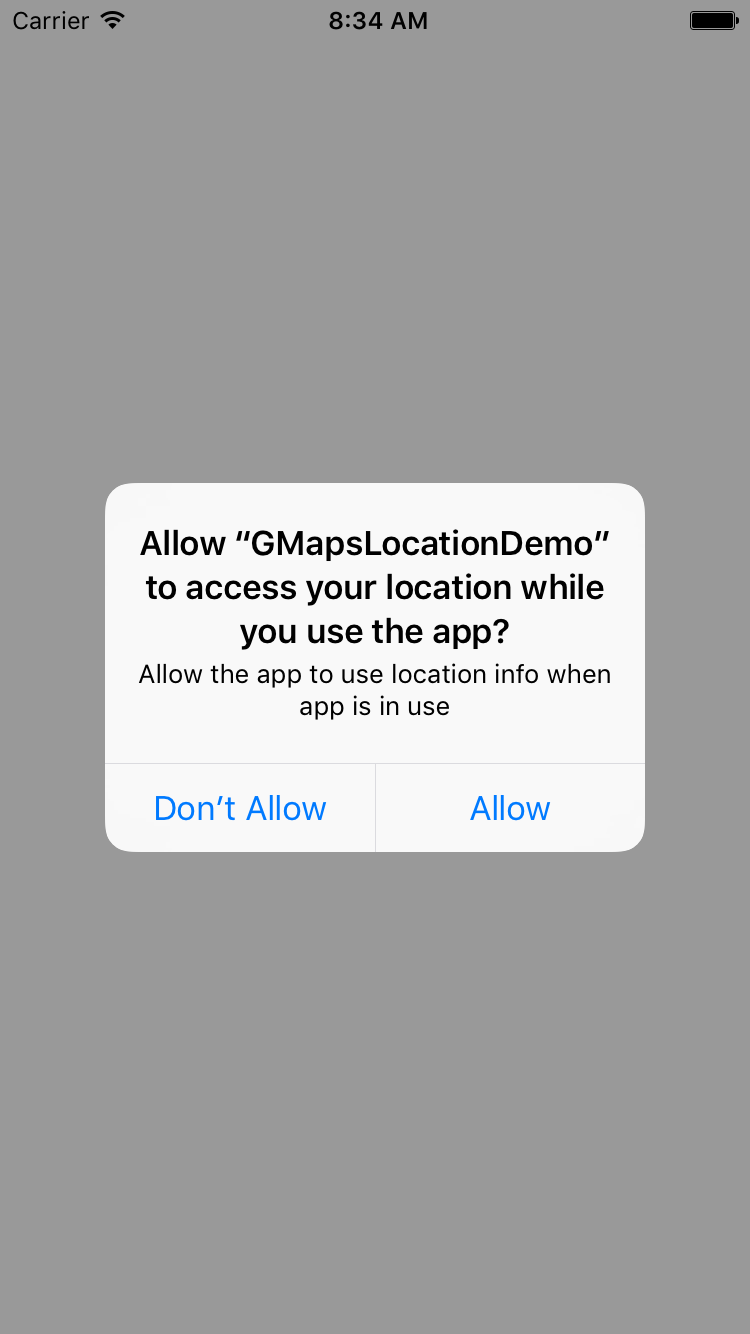 Carrier 8:34 AM
Allow “GMapsLocationDemo”
to access your location while
you use the app?
Allow the app to use location info when
app is in use
Don’t Allow Allow